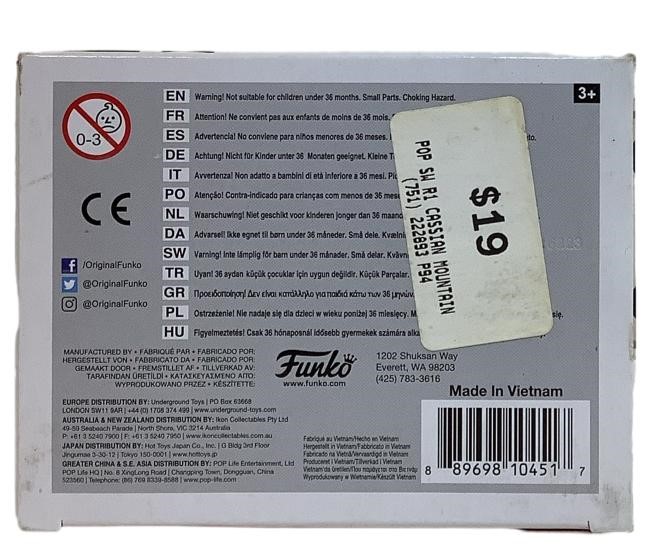 0-3
3+
EN Warning! Not suitable for children under 36 months. Small Parts. Choking Hazard.
FR Attention! Ne convient pas aux enfants de moins de 36 mois.
ES Advertencia! No conviene para niños menores de 36 meses.
DE Achtung! Nicht für Kinder unter 36 Monaten geeignet. Kleine
IT Avvertenza! Non adatto a bambini di età inferiore a 36 mesi.
PO Atenção! Contra-indicado para crianças com menos de 36
NL Waarschuwing! Niet geschikt voor kinderen jonger dan 36
DA Advarsel! Ikke egnet til børn under 36 måneder. Små dele.
SW Varning! Inte lämplig för barn under 36 månader. Små delar.
TR Uyarı! 36 aydan küçük çocuklar için uygun değildir. Küçük Parçalar.
GR Προειδοποίηση! Δεν είναι κατάλληλο για παιδιά κάτω των 36
PL Ostrzeżenie! Nie nadaje się dla dzieci w wieku poniżej 36 miesięcy.
HU Figyelmeztetés! Csak 36 hónaposnál idősebb gyermekek számára
CE
/OriginalFunko
@OriginalFunko
@OriginalFunko
$19
POP SW R1 CASSIAN MOUNTAIN
(751) 222893 P94
MANUFACTURED BY • FABRIQUÉ PAR • FABRICADO POR:
HERGESTELLT VON • FABBRICATO DA • FABRICADO POR:
GEMAAKT DOOR • FREMSTILLET AF • TILLVERKAD AV:
TARAFINDAN ÜRETİLDİ • ΚΑΤΑΣΚΕΥΑΣΜΕΝΟ ΑΠΟ:
WYPRODUKOWANO PRZEZ • KÉSZÍTETTE:
Funko
www.funko.com
1202 Shuksan Way
Everett, WA 98203
(425) 783-3616
EUROPE DISTRIBUTION BY: Underground Toys | PO Box 63668
LONDON SW11 9AR | +44 (0) 1708 374 499 | www.underground-toys.com
AUSTRALIA & NEW ZEALAND DISTRIBUTION BY: Ikon Collectables Pty Ltd
49-59 Seabeach Parade | North Shore, VIC 3214 Australia
P: +61 3 5240 7900 | F: +61 3 5240 7950 | www.ikoncollectables.com.au
JAPAN DISTRIBUTION BY: Hot Toys Japan Co., Inc. | G Bldg 3rd Floor
Jingumae 3-30-12 | Tokyo 150-0001 | www.hottoys.jp
GREATER CHINA & S.E. ASIA DISTRIBUTION BY: POP Life Entertainment, Ltd
POP Life HQ | No. 8 XingLong Road | Changping Town, Dongguan, China
523560 | Telephone: (86) 769 8339-8588 | www.pop-life.com
Fabriqué au Vietnam/Hecho en Vietnam
Hergestellt in Vietnam/Fabbricato in Vietnam
Fabricado na Vietnã/Vervaardigd in Vietnam
Produceret i Vietnam/Tillverkad i Vietnam
Wyprodukowany w Wietnamie/Készült Vietnam
Made In Vietnam
8 89698 10451 7